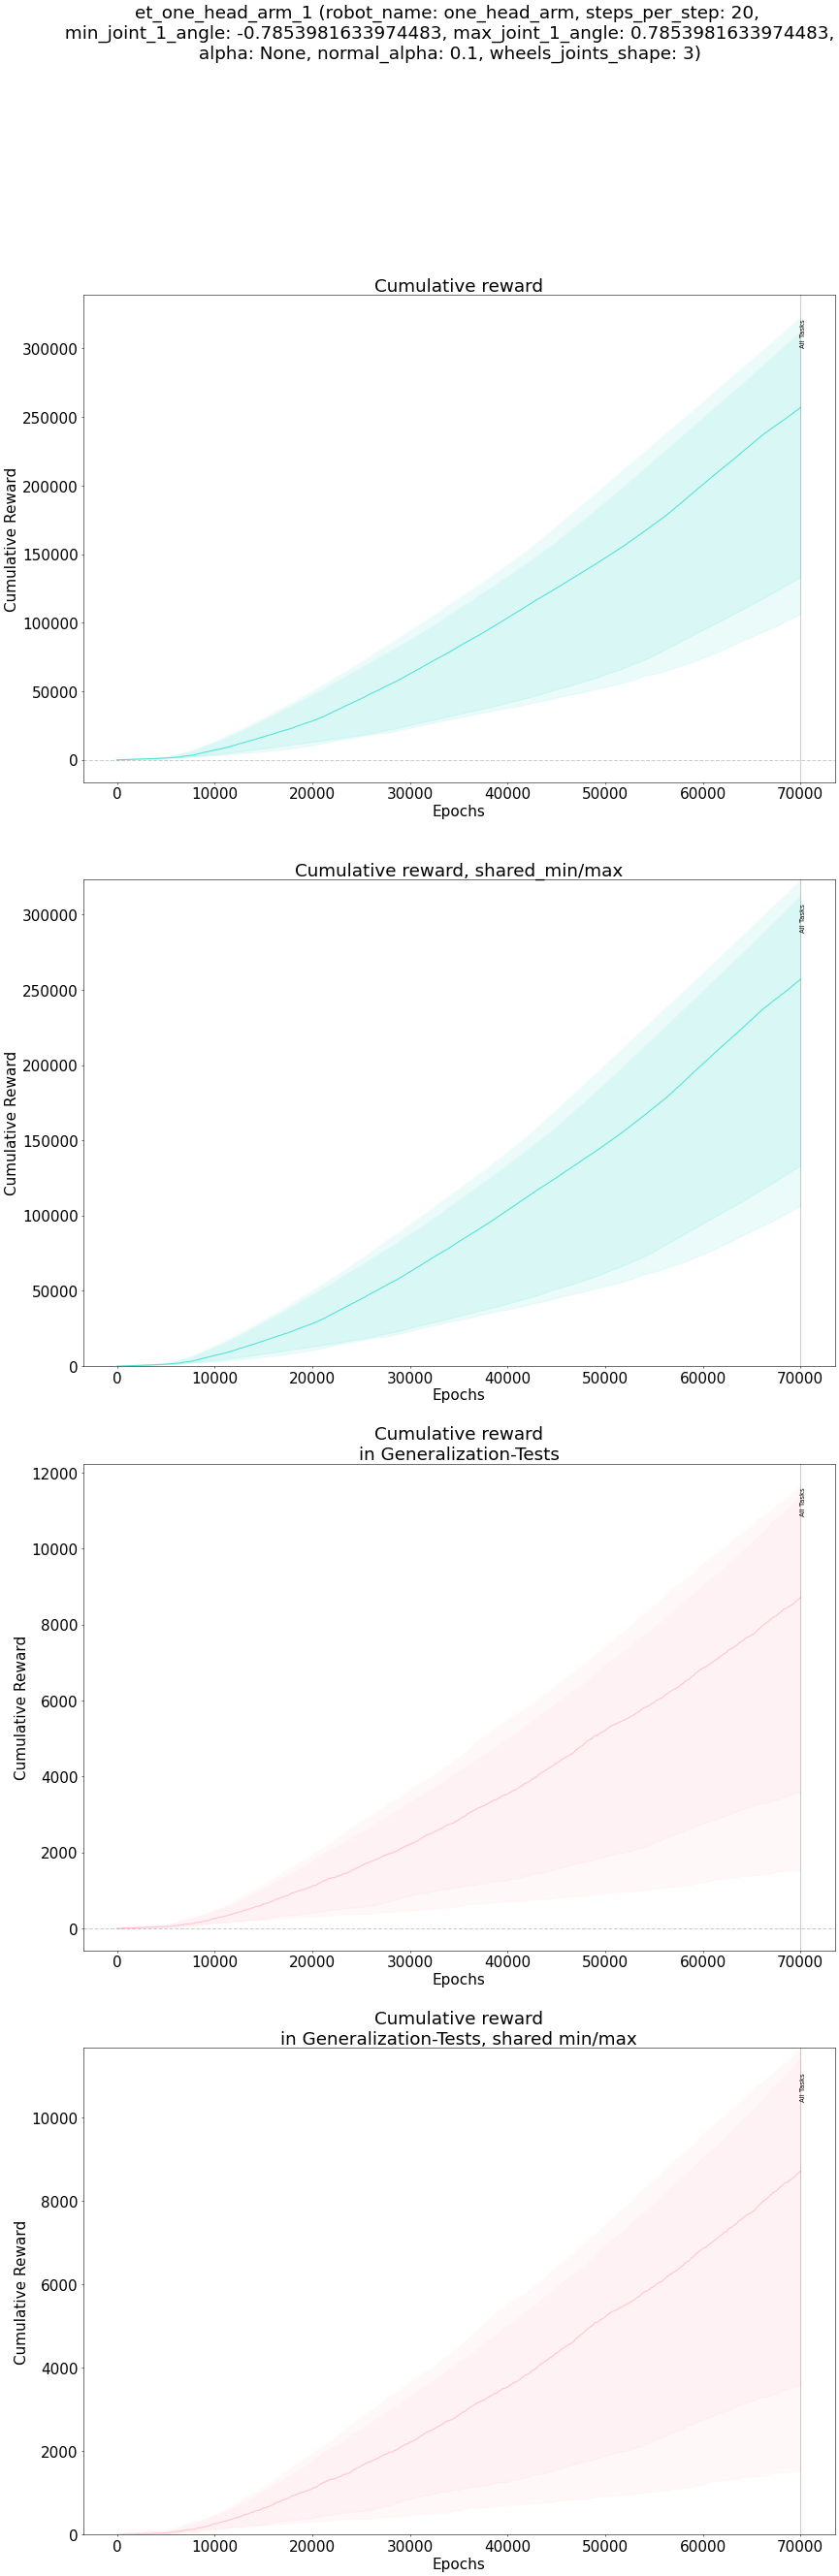 et_one_head_arm_1 (robot_name: one_head_arm, steps_per_step: 20,
min_joint_1_angle: -0.7853981633974483, max_joint_1_angle: 0.7853981633974483,
alpha: None, normal_alpha: 0.1, wheels_joints_shape: 3)
Cumulative reward
300000
250000
200000
150000
100000
50000
0
Cumulative Reward
All Tasks
0 10000 20000 30000 40000 50000 60000 70000
Epochs
Cumulative reward, shared_min/max
300000
250000
200000
150000
100000
50000
0
Cumulative Reward
All Tasks
0 10000 20000 30000 40000 50000 60000 70000
Epochs
Cumulative reward
in Generalization-Tests
12000
10000
8000
6000
4000
2000
0
Cumulative Reward
All Tasks
0 10000 20000 30000 40000 50000 60000 70000
Epochs
Cumulative reward
in Generalization-Tests, shared min/max
10000
8000
6000
4000
2000
0
Cumulative Reward
All Tasks
0 10000 20000 30000 40000 50000 60000 70000
Epochs